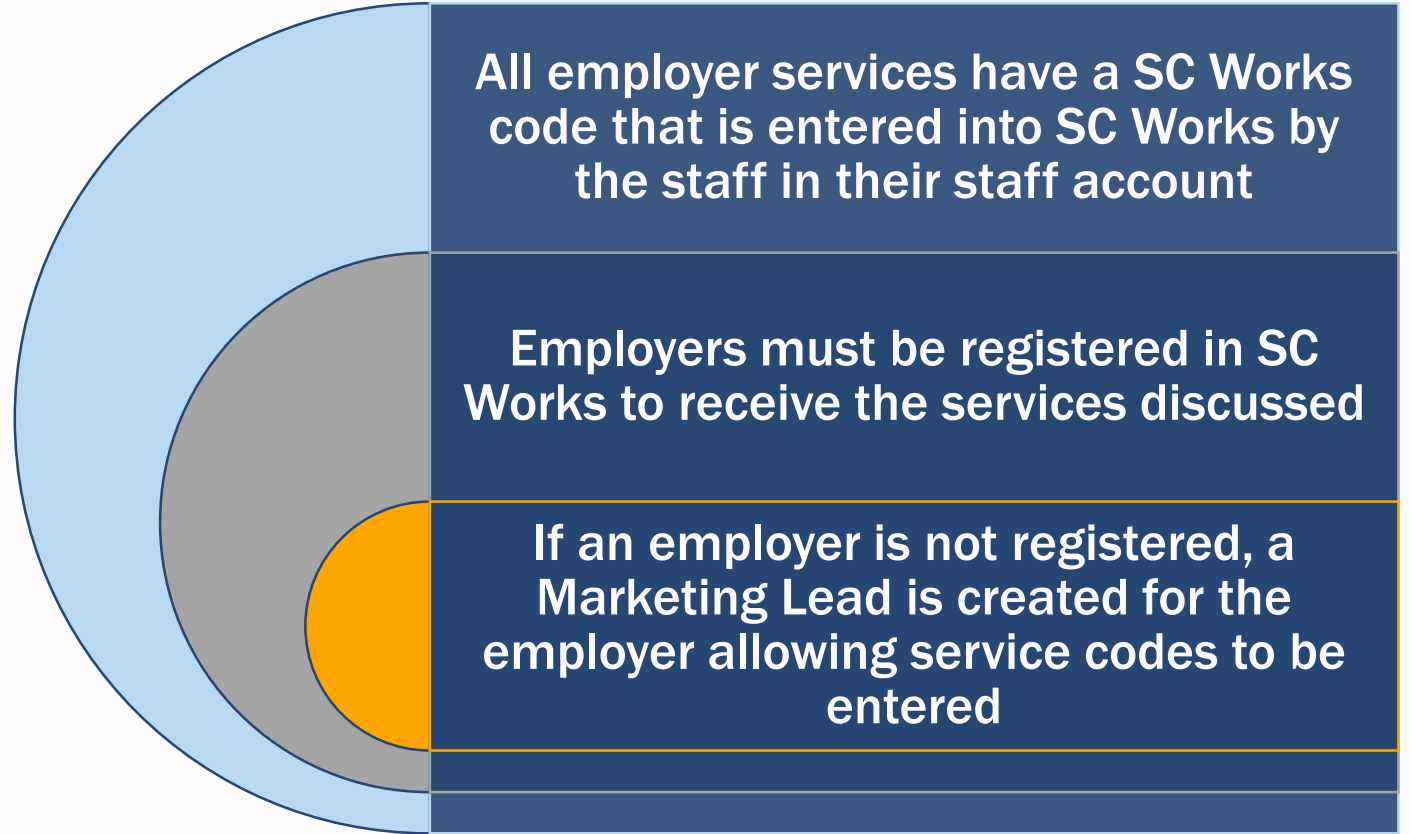 All employer services have a SC Works
code that is entered into SC Works by
the staff in their staff account
Employers must be registered in SC
Works to receive the services discussed
If an employer is not registered, a
Marketing Lead is created for the
employer allowing service codes to be
entered